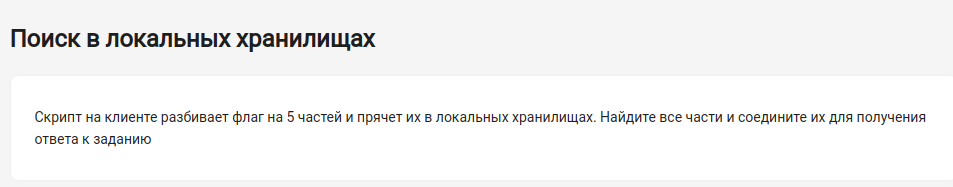 Поиск в локальных хранилищах
Скрипт на клиенте разбивает флаг на 5 частей и прячет их в локальных хранилищах. Найдите все части и соедините их для получения
ответа к заданию